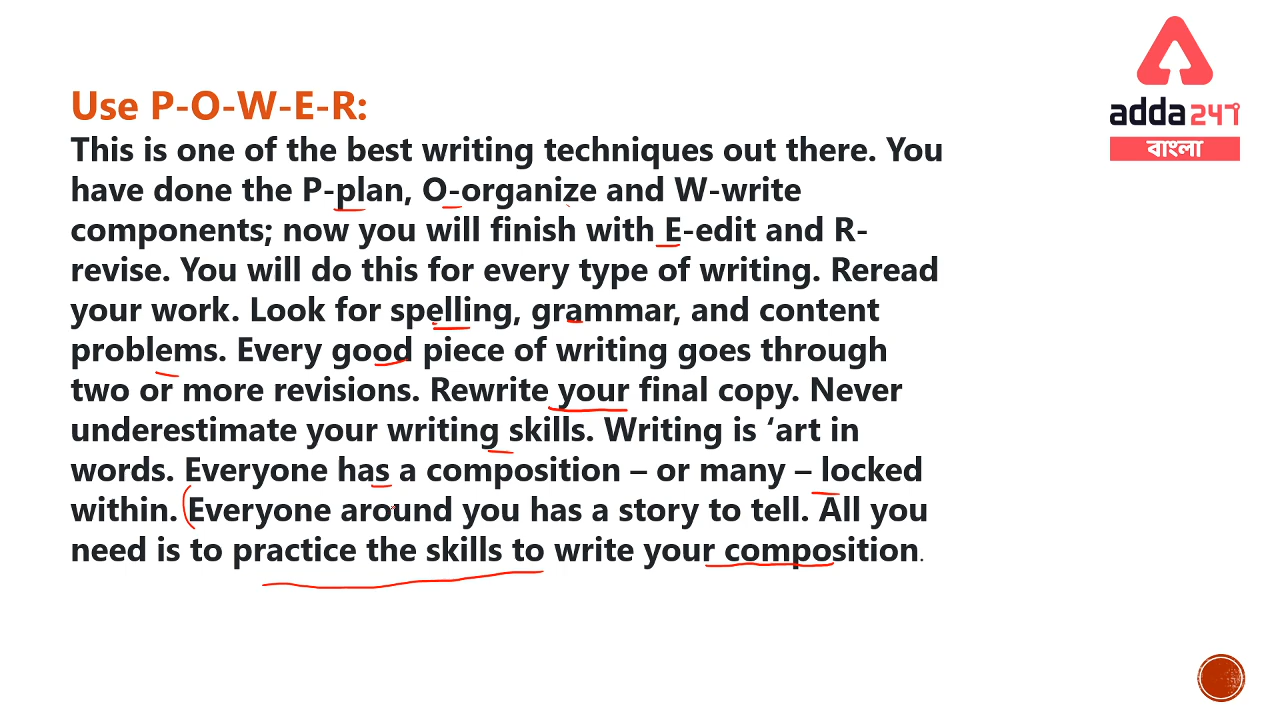 Use P-O-W-E-R:
This is one of the best writing techniques out there. You
have done the P-plan, O-organize and W-write
components; now you will finish with E-edit and R-
revise. You will do this for every type of writing. Reread
your work. Look for spelling, grammar, and content
problems. Every good piece of writing goes through
two or more revisions. Rewrite your final copy. Never
underestimate your writing skills. Writing is ‘art in
words. Everyone has a composition – or many – locked
within. Everyone around you has a story to tell. All you
need is to practice the skills to write your composition.
adda247
বাংলা